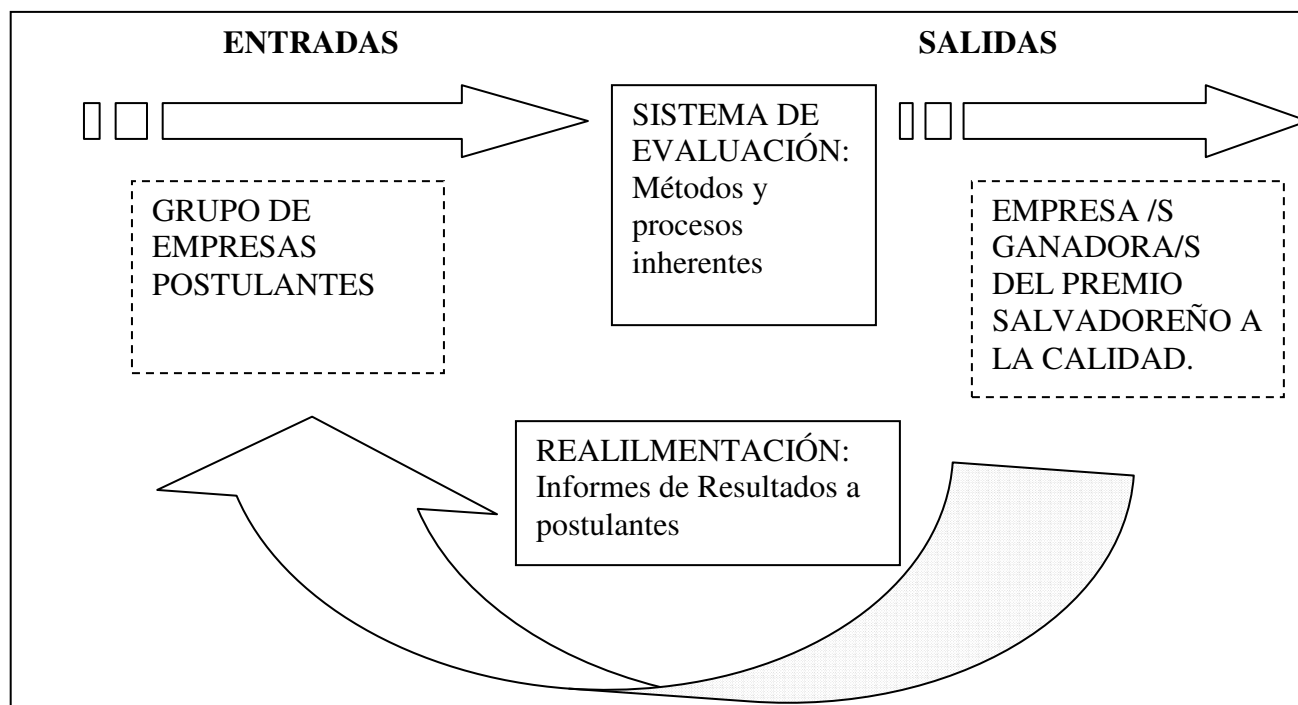 ENTRADAS
SALIDAS
SISTEMA DE
EVALUACIÓN:
Métodos y
procesos
inherentes
GRUPO DE
EMPRESAS
POSTULANTES
EMPRESA /S
GANADORA/S
DEL PREMIO
SALVADOREÑO A
LA CALIDAD.
REALILMENTACIÓN:
Informes de Resultados a
postulantes